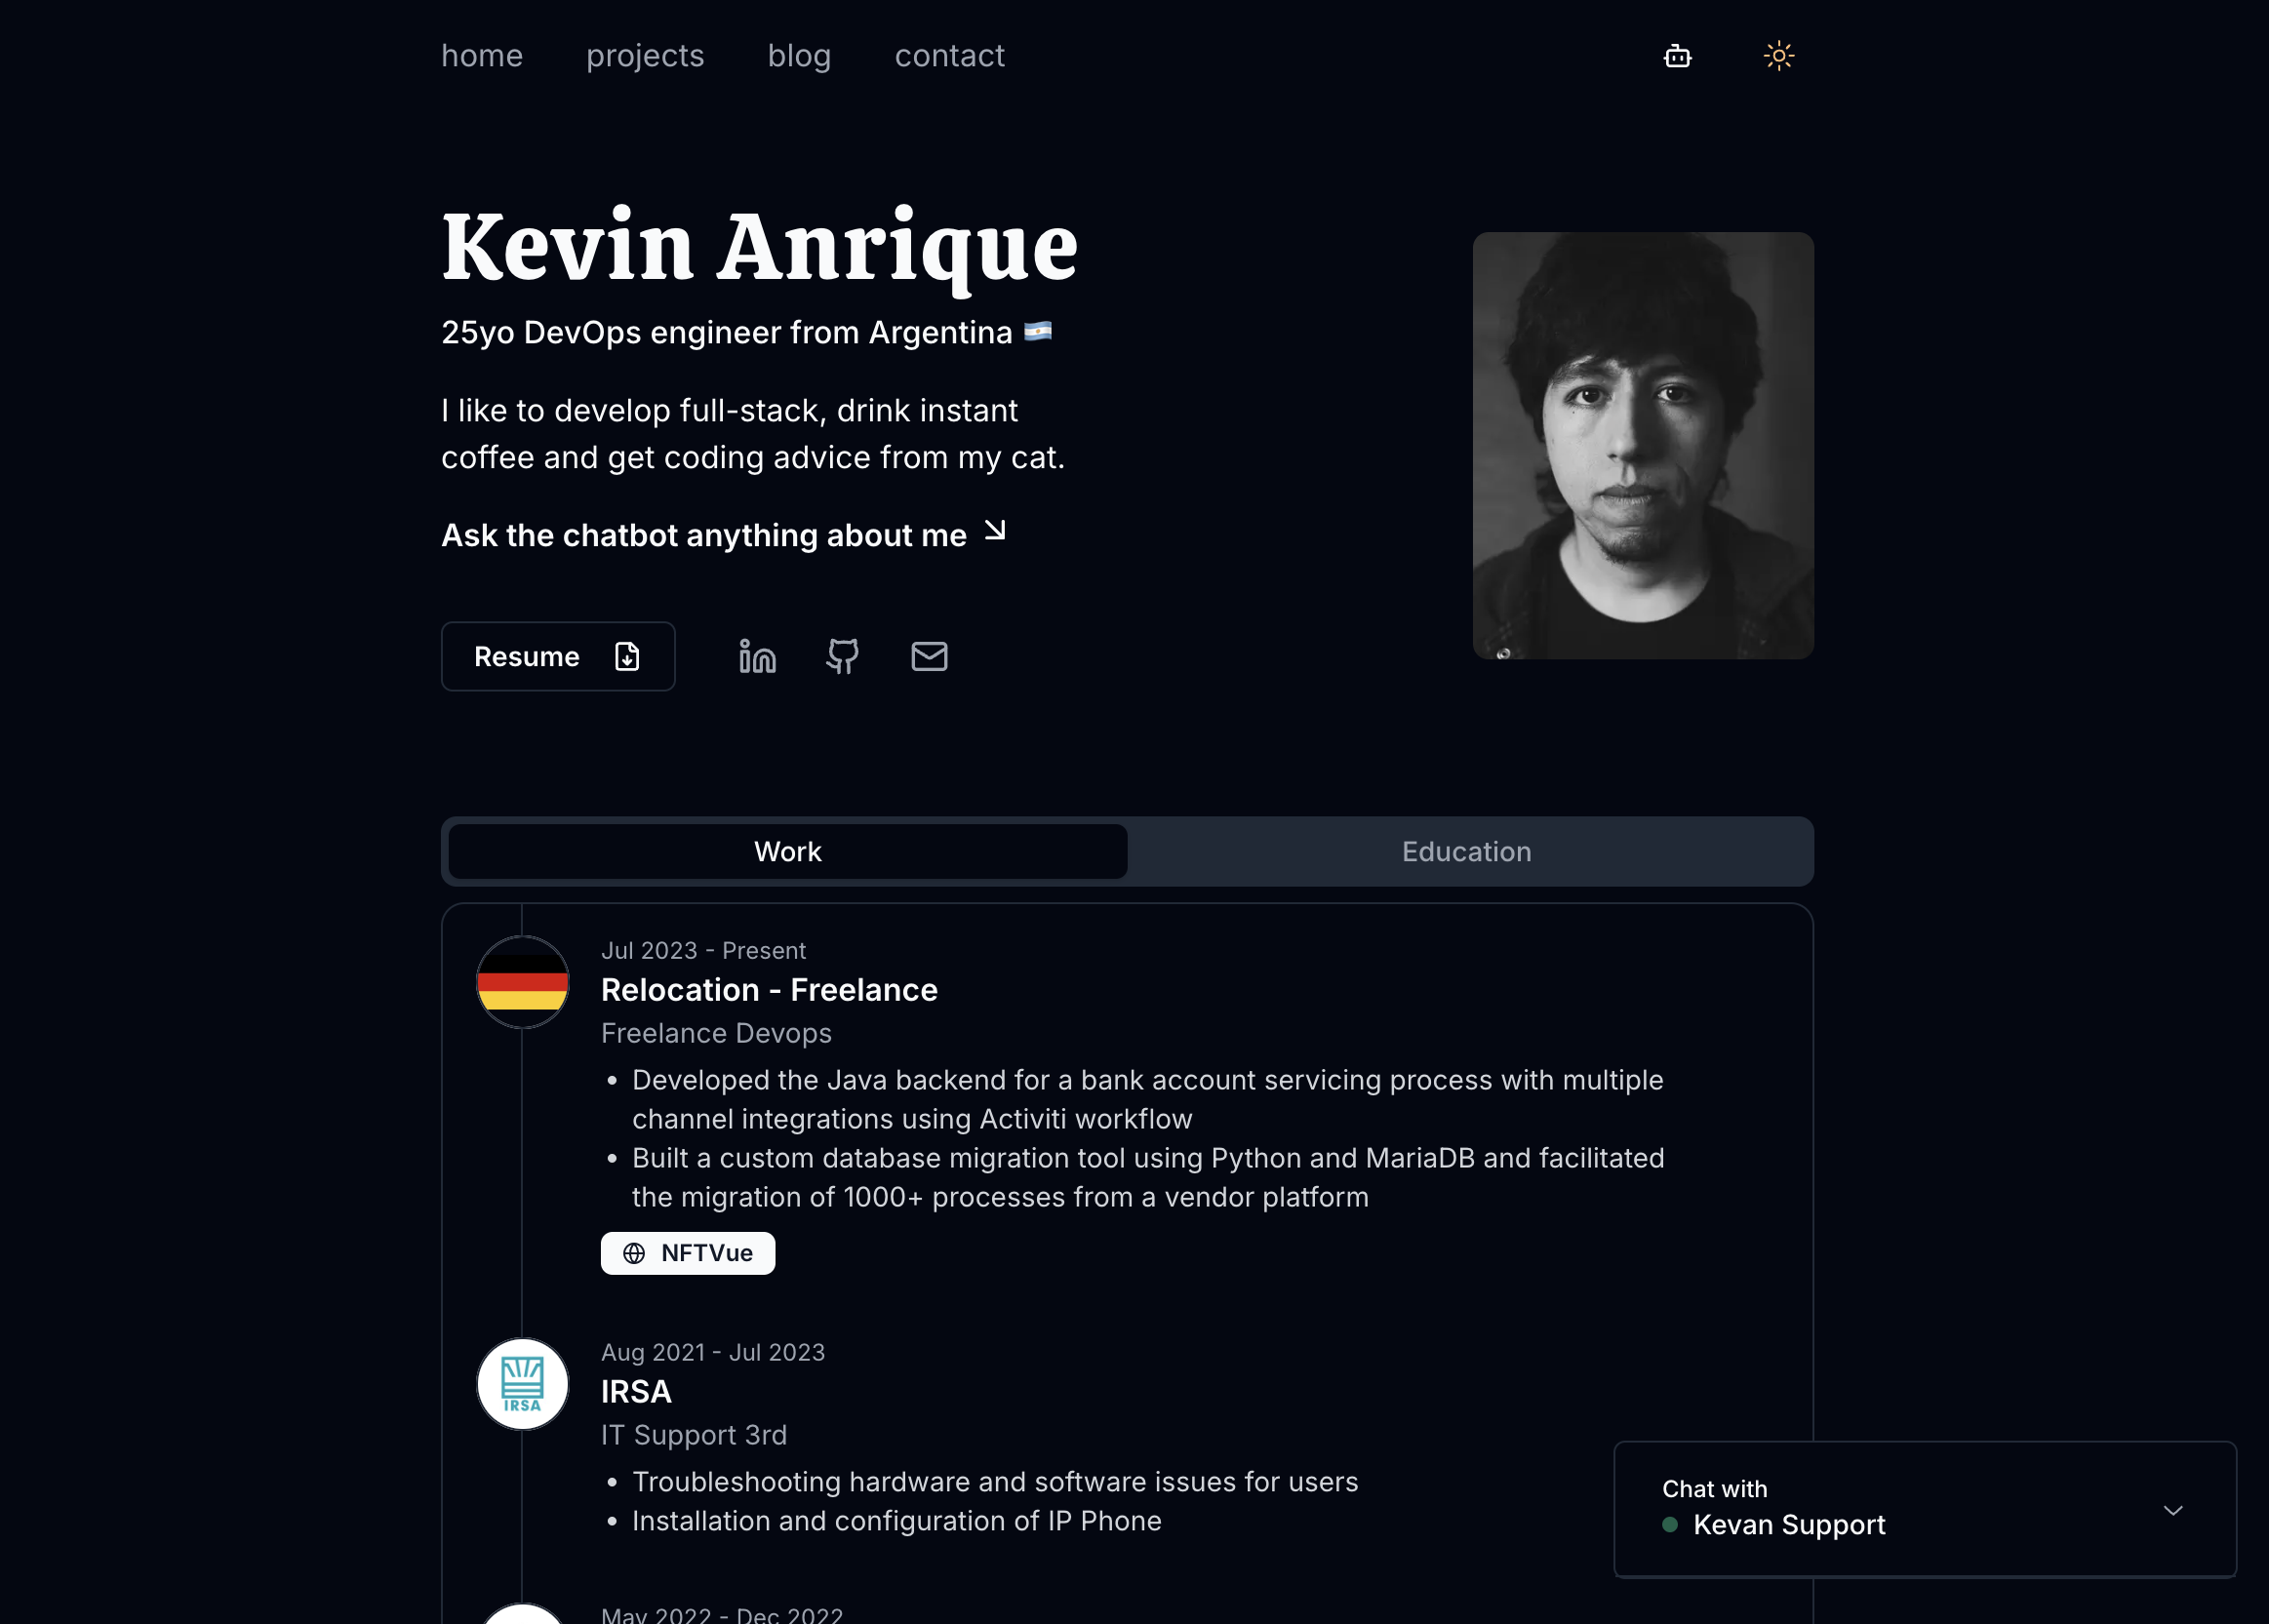 home projects blog contact
Kevin Anrique
25yo DevOps engineer from Argentina 🇦🇷
I like to develop full-stack, drink instant
coffee and get coding advice from my cat.
Ask the chatbot anything about me
Resume
Work
Education
Jul 2023 - Present
Relocation - Freelance
Freelance Devops
• Developed the Java backend for a bank account servicing process with multiple
channel integrations using Activiti workflow
• Built a custom database migration tool using Python and MariaDB and facilitated
the migration of 1000+ processes from a vendor platform
NFTVue
IRSA
Aug 2021 - Jul 2023
IRSA
IT Support 3rd
• Troubleshooting hardware and software issues for users
• Installation and configuration of IP Phone
May 2022 - Dec 2022
Chat with
Kevan Support